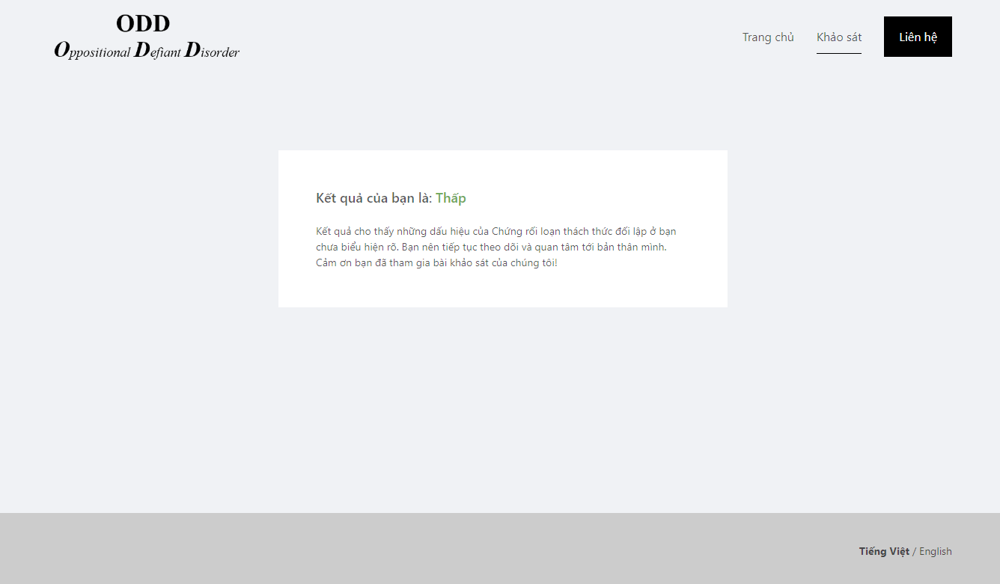 ODD
Oppositional Defiant Disorder
Trang chủ
Khảo sát
Liên hệ
Kết quả của bạn là: Thấp
Kết quả cho thấy những dấu hiệu của Chứng rối loạn thách thức đối lập ở bạn
chưa biểu hiện rõ. Bạn nên tiếp tục theo dõi và quan tâm tới bản thân mình.
Cảm ơn bạn đã tham gia bài khảo sát của chúng tôi!
Tiếng Việt / English